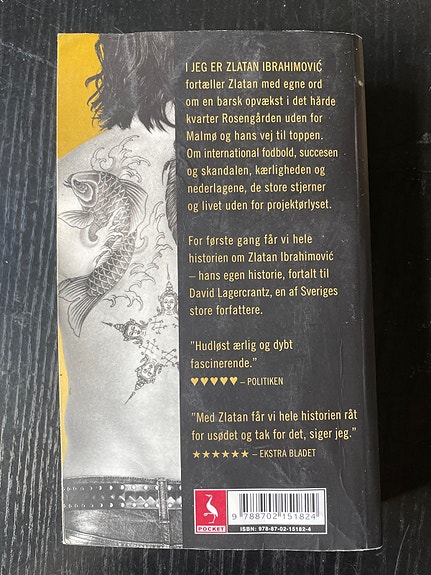 I JEG ER ZLATAN IBRAHIMOVIĆ
fortæller Zlatan med egne ord
om en barsk opvækst i det hårde
kvarter Rosengården uden for
Malmø og hans vej til toppen.
Om international fodbold, succesen
og skandalen, kærligheden og
nederlagene, de store stjerner
og livet uden for projektørlyset.
For første gang får vi hele
historien om Zlatan Ibrahimović
– hans egen historie, fortalt til
David Lagercrantz, en af Sveriges
store forfattere.
"Hudløst ærlig og dybt
fascinerende."
♥♥♥♥♥ – POLITIKEN
"Med Zlatan får vi hele historien råt
for usødet og tak for det, siger jeg."
★★★★★★ – EKSTRA BLADET
POCKET
9 788702 151824
ISBN: 978-87-02-15182-4